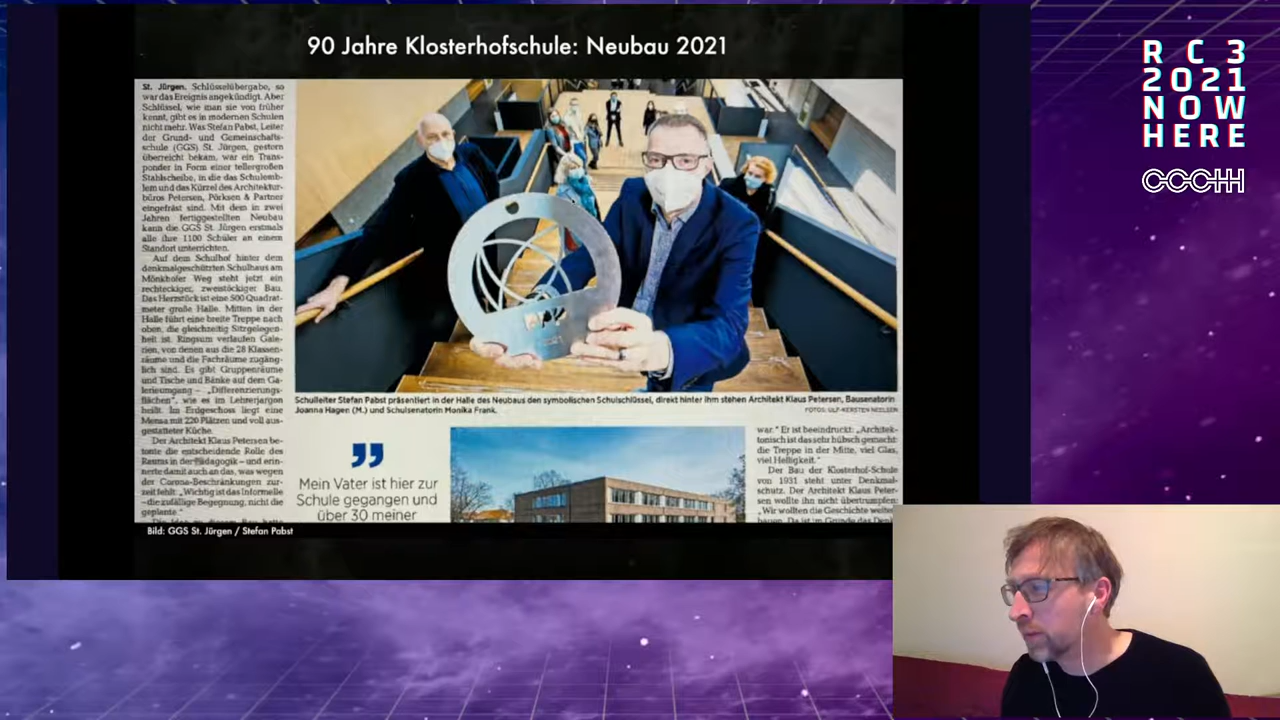 90 Jahre Klosterhofschule: Neubau 2021
R C 3
2021
NOW
HERE
CCCHH
St. Jürgen. Schlüsselübergabe, so
war das Ereignis angekündigt. Aber
Schlüssel, wie man sie von früher
kennt, gibt es in modernen Schulen
nicht mehr. Was Stefan Pabst, Leiter
der Grund- und Gemeinschafts-
schule (GGS) St. Jürgen, gestern
überreicht bekam, war ein Trans-
ponder in Form einer tellergroßen
Stahlscheibe, in die das Schulemb-
lem und das Kürzel des Architektur-
büros Petersen, Pörksen & Partner
eingefräst sind. Mit dem in zwei
Jahren fertiggestellten Neubau
kann die GGS St. Jürgen erstmals
alle ihre 1100 Schüler an einem
Standort unterrichten.
Auf dem Schulhof hinter dem
denkmalgeschützten Schulhaus am
Mönkhofer Weg steht jetzt ein
rechteckiger, zweistöckiger Bau.
Das Herzstück ist eine 500 Quadrat-
meter große Halle. Mitten in der
Halle führt eine breite Treppe nach
oben, die gleichzeitig Sitzgelegen-
heit ist. Ringsum verlaufen Gale-
rien, von denen aus die 28 Klassen-
räume und die Fachräume zugäng-
lich sind. Es gibt Gruppenräume
und Tische und Bänke auf dem Ga-
lerieumgang – „Differenzierungs-
flächen“, wie es im Lehrerjargon
heißt. Im Erdgeschoss liegt eine
Mensa mit 220 Plätzen und voll aus-
gestatteter Küche.
Der Architekt Klaus Petersen be-
tonte die entscheidende Rolle des
Raums in der Pädagogik – und erin-
nerte damit auch an das, was wegen
der Corona-Beschränkungen zur-
zeit fehlt. „Wichtig ist das Informelle
– die zufällige Begegnung, nicht die
geplante.“
Schulleiter Stefan Pabst präsentiert in der Halle des Neubaus den symbolischen Schulschlüssel, direkt hinter ihm stehen Architekt Klaus Petersen, Bausenatorin
Joanna Hagen (M.) und Schulsenatorin Monika Frank.
FOTOS: ULF-KERSTEN NEELSEN
”
Mein Vater ist hier zur
Schule gegangen und
über 30 meiner
war.“ Er ist beeindruckt: „Architek-
tonisch ist das sehr hübsch gemacht:
die Treppe in der Mitte, viel Glas,
viel Helligkeit.“
Der Bau der Klosterhof-Schule
von 1931 steht unter Denkmal-
schutz. Der Architekt Klaus Peter-
sen wollte ihn nicht übertrumpfen:
„Wir wollten die Geschichte weiter
Bild: GGS St. Jürgen / Stefan Pabst